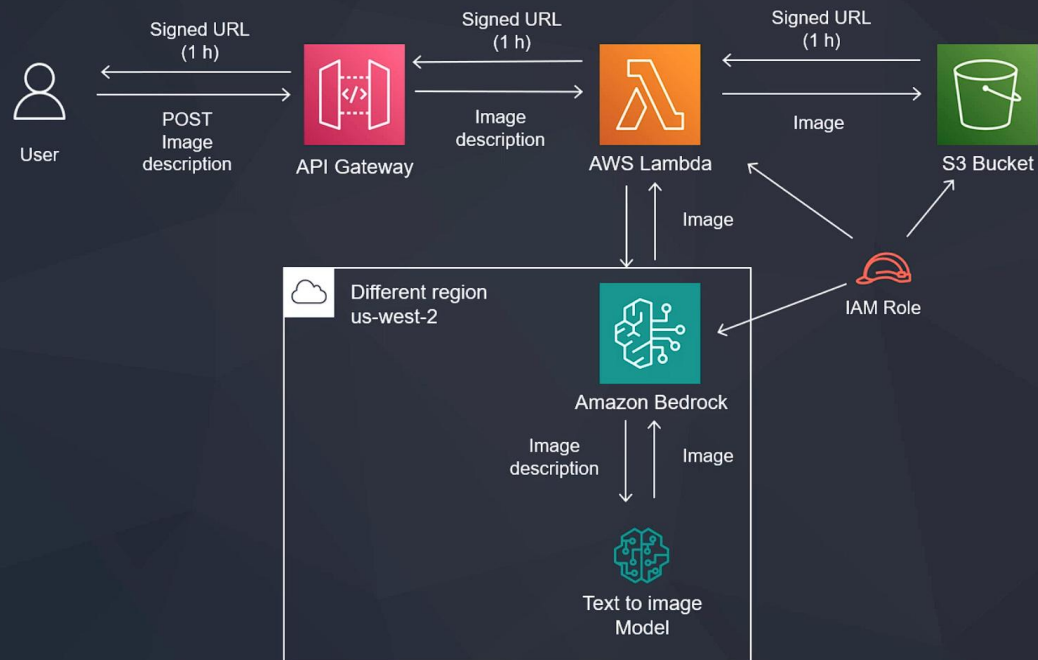 Signed URL
(1 h)
Signed URL
(1 h)
Signed URL
(1 h)
</>
POST
Image
description
Image
description
Image
User
API Gateway
AWS Lambda
S3 Bucket
Image
IAM Role
Different region
us-west-2
Amazon Bedrock
Image
description
Image
Text to image
Model